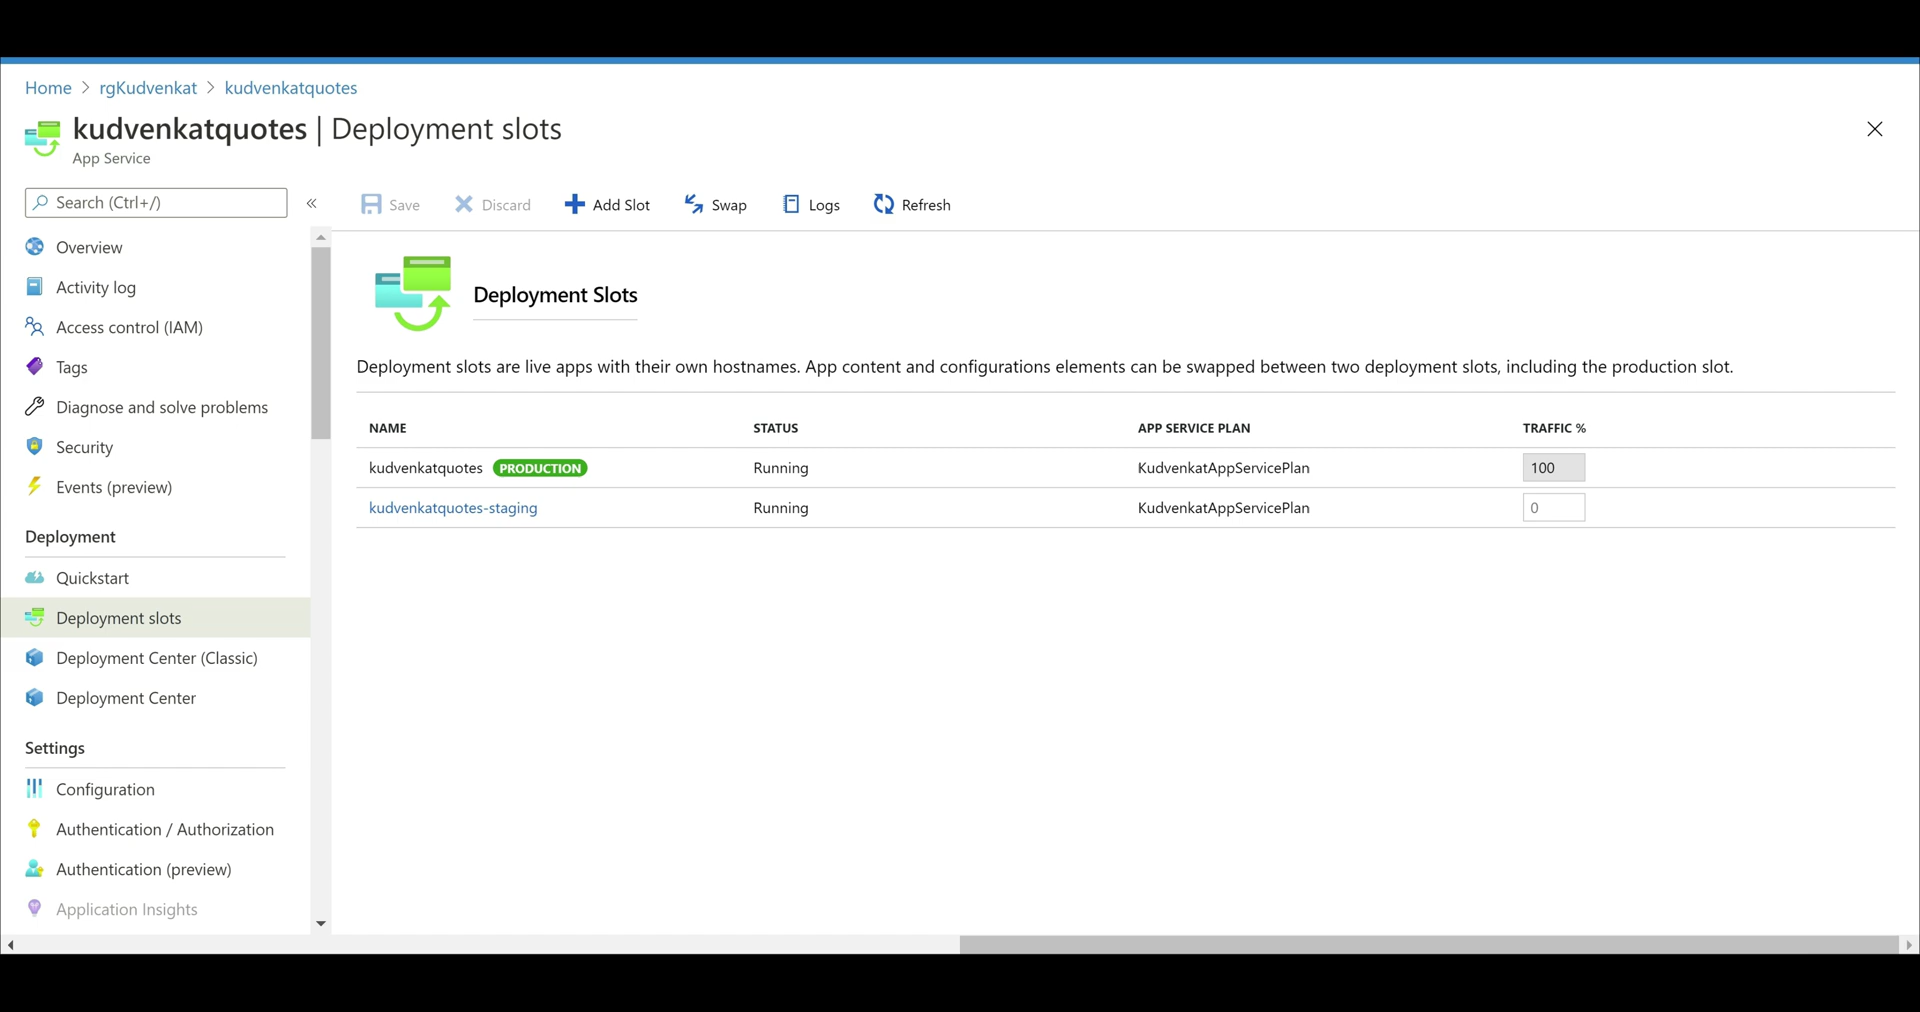 Home > rgKudvenkat > kudvenkatquotes
kudvenkatquotes | Deployment slots
App Service
Search (Ctrl+/)
«
Save
Discard
Add Slot
Swap
Logs
Refresh
Overview
Activity log
Access control (IAM)
Tags
Diagnose and solve problems
Security
Events (preview)
Deployment
Quickstart
Deployment slots
Deployment Center (Classic)
Deployment Center
Settings
Configuration
Authentication / Authorization
Authentication (preview)
Application Insights
Deployment Slots
Deployment slots are live apps with their own hostnames. App content and configurations elements can be swapped between two deployment slots, including the production slot.
NAME STATUS APP SERVICE PLAN TRAFFIC %
kudvenkatquotes PRODUCTION Running KudvenkatAppServicePlan 100
kudvenkatquotes-staging Running KudvenkatAppServicePlan 0